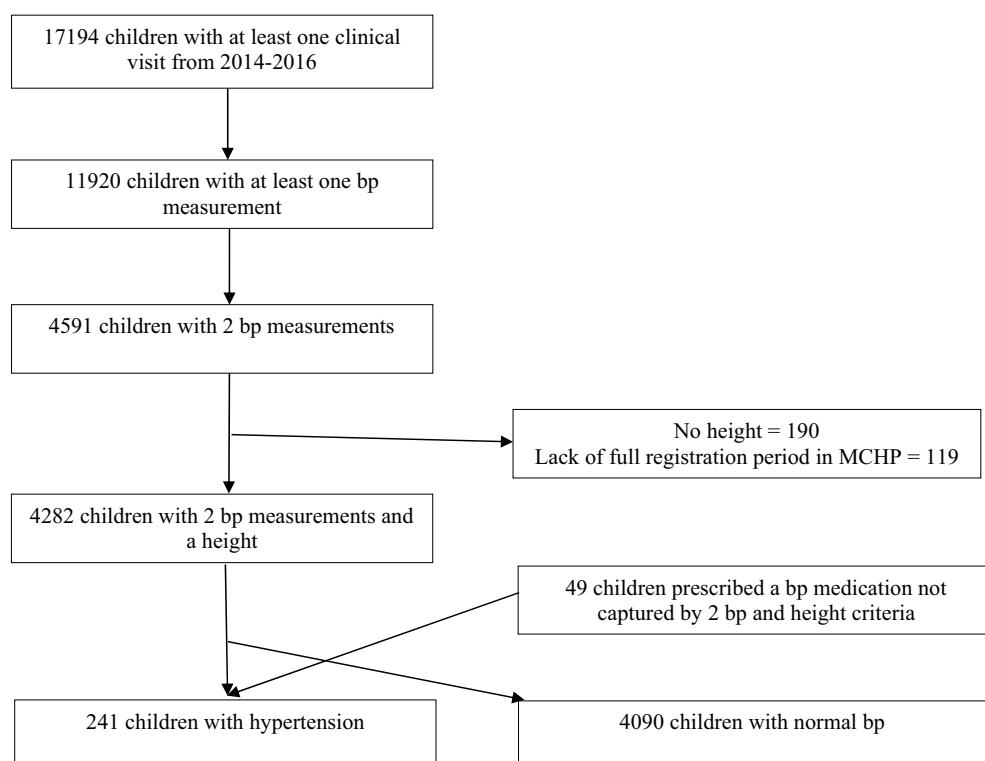 17194 children with at least one clinical
visit from 2014-2016
11920 children with at least one bp
measurement
4591 children with 2 bp measurements
No height = 190
Lack of full registration period in MCHP = 119
4282 children with 2 bp measurements and
a height
49 children prescribed a bp medication not
captured by 2 bp and height criteria
241 children with hypertension
4090 children with normal bp